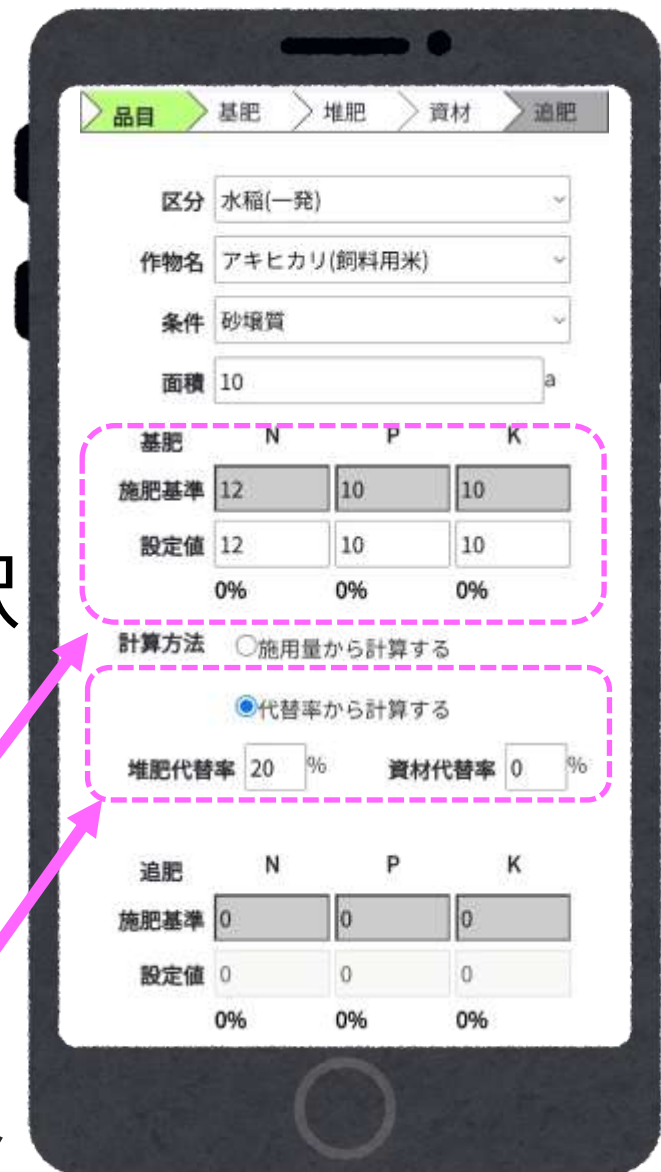 品目 基肥 堆肥 資材 追肥
区分 水稲(一発)
作物名 アキヒカリ(飼料用米)
条件 砂壌質
面積 10 a
基肥 N P K
施肥基準 12 10 10
設定値 12 10 10
0% 0% 0%
計算方法 施用量から計算する
代替率から計算する
堆肥代替率 20 % 資材代替率 0 %
追肥 N P K
施肥基準 0 0 0
設定値 0 0 0
0% 0% 0%